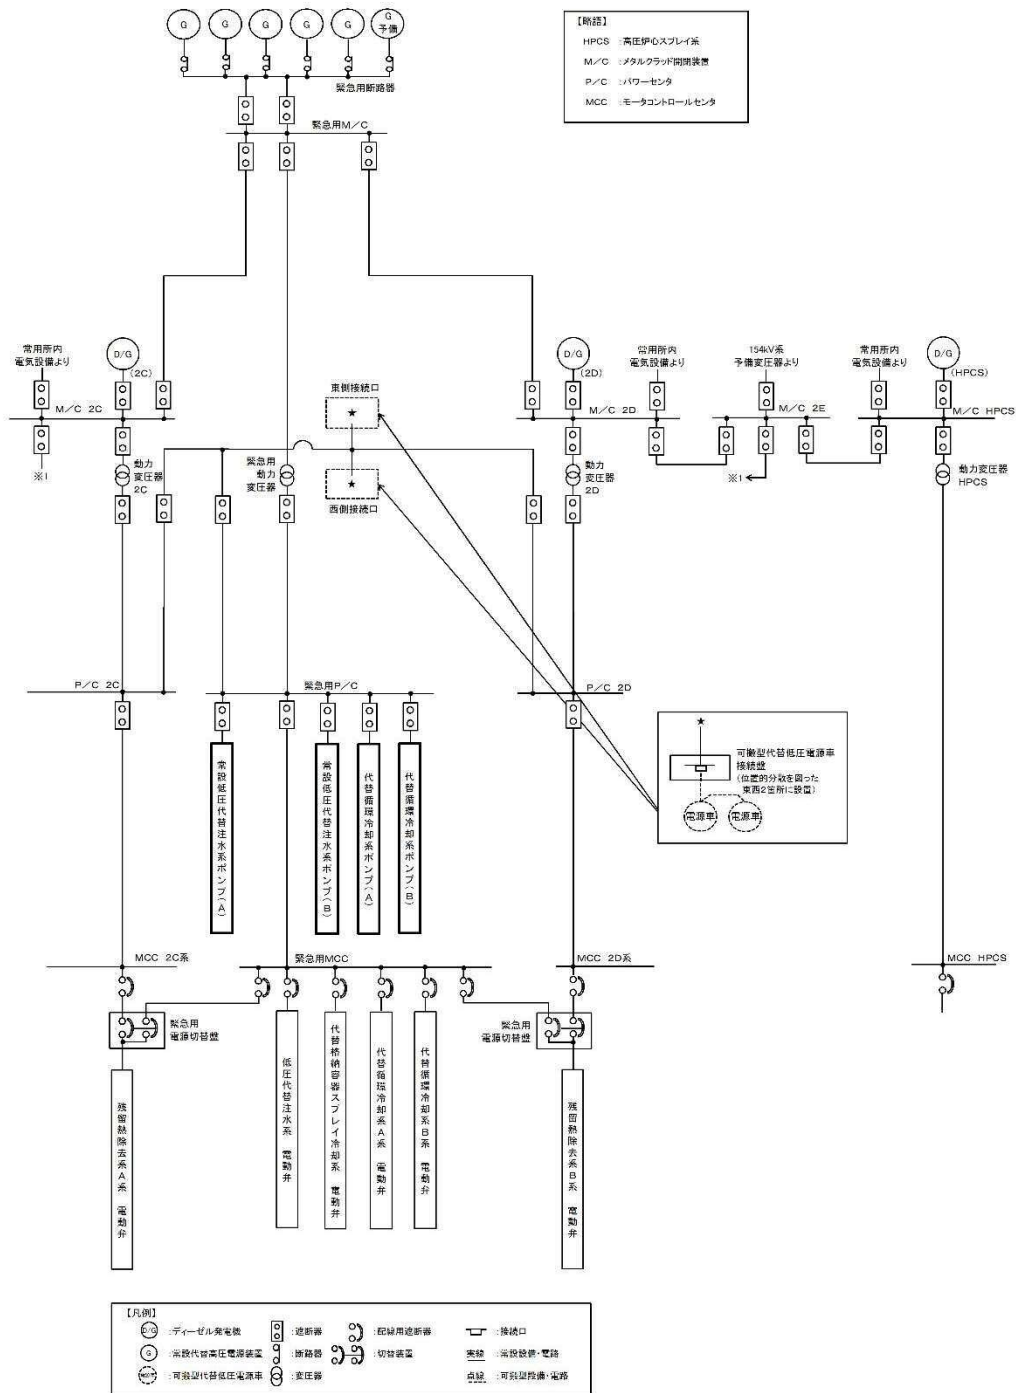 G
G
G
G
G
G
予備
緊急用断路器
【略語】
HPCS :高圧炉心スプレイ系
M/C :メタルクラッド開閉装置
P/C :パワーセンタ
MCC :モータコントロールセンタ
緊急用M/C
常用所内
電気設備より
D/G
(2C)
M/C 2C
※1
動力
変圧器
2C
緊急用
動力
変圧器
東側接続口
★
★
西側接続口
D/G
(2D)
M/C 2D
動力
変圧器
2D
常用所内
電気設備より
154kV系
予備変圧器より
M/C 2E
※1
常用所内
電気設備より
D/G
(HPCS)
M/C HPCS
動力変圧器
HPCS
P/C 2C
緊急用P/C
P/C 2D
常設低圧代替注水系ポンプ(A)
常設低圧代替注水系ポンプ(B)
代替循環冷却系ポンプ(A)
代替循環冷却系ポンプ(B)
★
可搬型代替低圧電源車
接続盤
(位置的分散を図った
東西2箇所に設置)
電源車
電源車
MCC 2C系
緊急用MCC
MCC 2D系
MCC HPCS
緊急用
電源切替盤
緊急用
電源切替盤
残留熱除去系A系 電動弁
低圧代替注水系 電動弁
代替格納容器スプレイ冷却系 電動弁
代替循環冷却系A系 電動弁
代替循環冷却系B系 電動弁
残留熱除去系B系 電動弁
【凡例】
D/G :ディーゼル発電機 :遮断器 :配線用遮断器 :接続口
G :常設代替高圧電源装置 :断路器 :切替装置 実線 :常設設備・電路
:可搬型代替低圧電源車 :変圧器 点線 :可搬型設備・電路